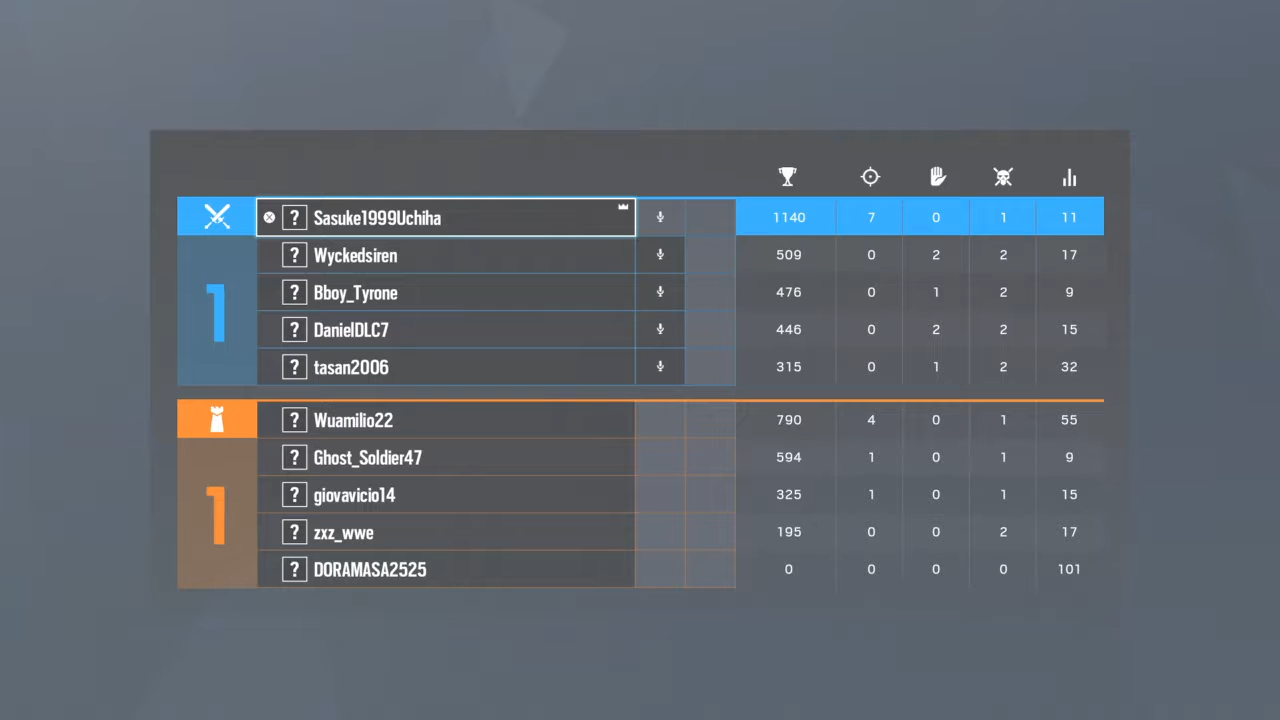 ? Sasuke1999Uchiha 1140 7 0 1 11
? Wyckedsiren 509 0 2 2 17
1
? Bboy_Tyrone 476 0 1 2 9
? DanielDLC7 446 0 2 2 15
? tasan2006 315 0 1 2 32
? Wuamilio22 790 4 0 1 55
? Ghost_Soldier47 594 1 0 1 9
1
? giovavicio14 325 1 0 1 15
? zxz_wwe 195 0 0 2 17
? DORAMASA2525 0 0 0 0 101